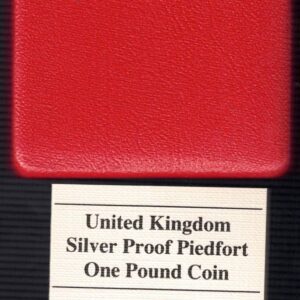 United Kingdom
Silver Proof Piedfort
One Pound Coin